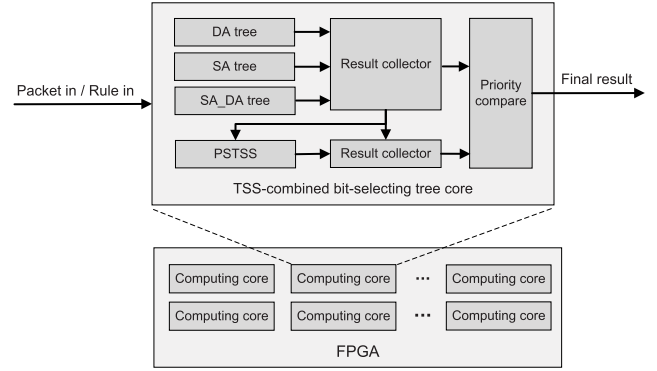 DA tree
SA tree
SA_DA tree
Result collector
Priority
compare
Packet in / Rule in
Final result
PSTSS
Result collector
TSS-combined bit-selecting tree core
Computing core
Computing core
...
Computing core
Computing core
Computing core
...
Computing core
FPGA